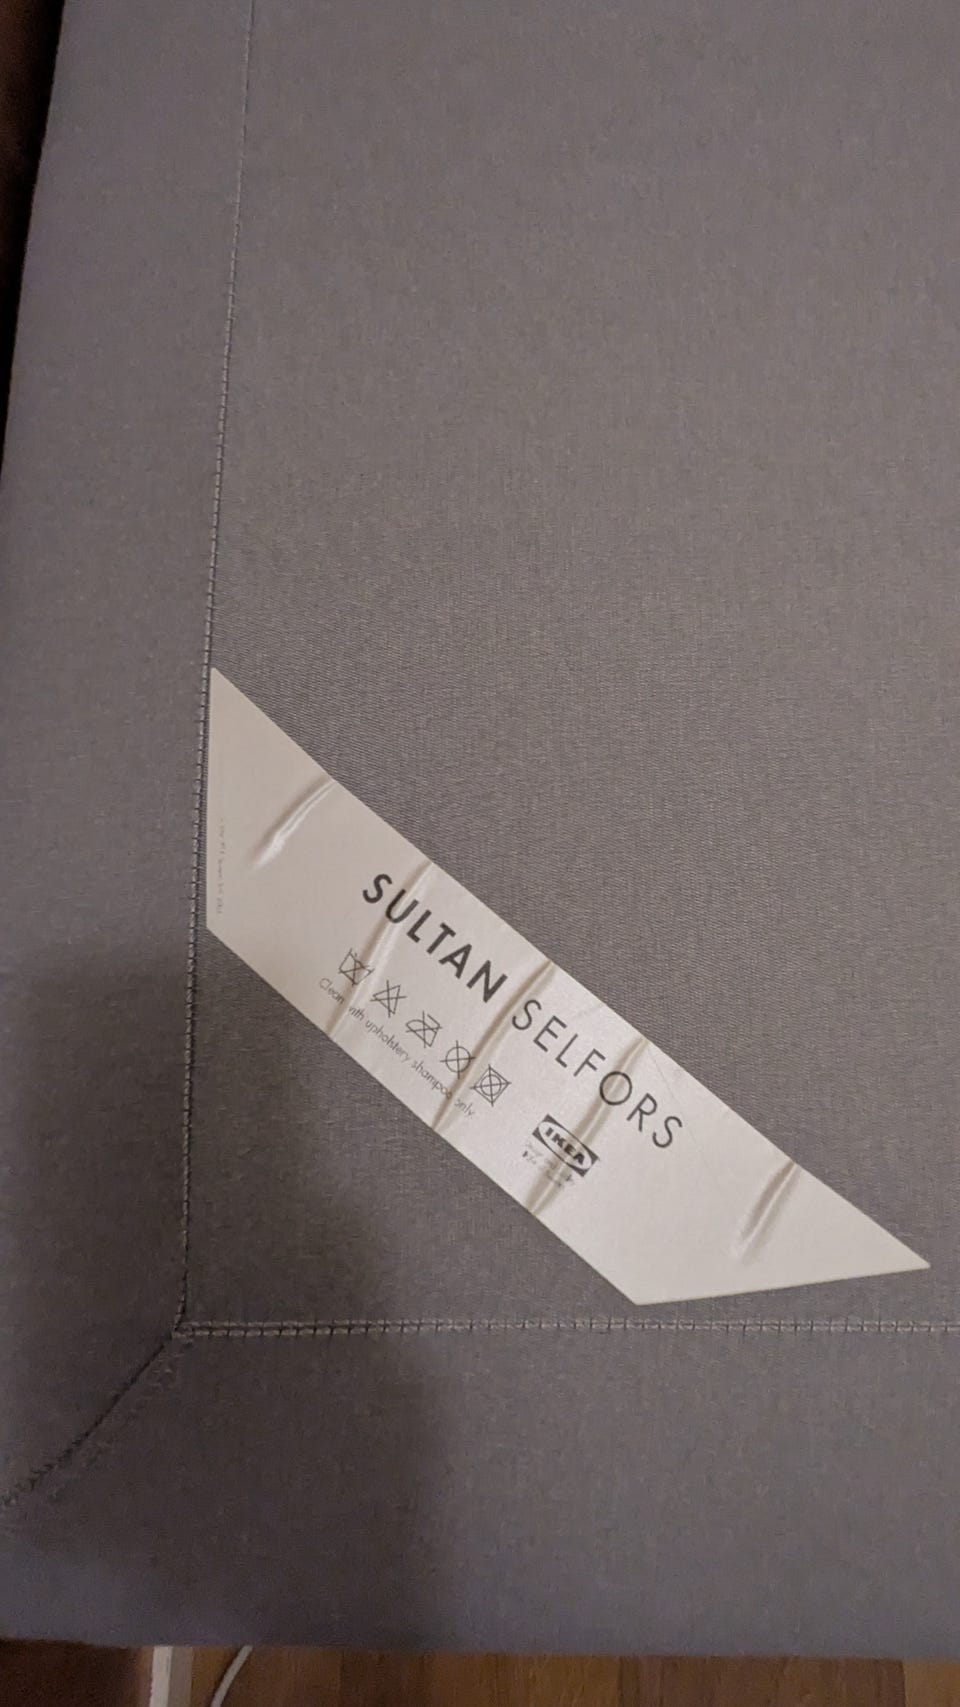 SULTAN SELFORS
Clean with upholstery shampoo only
IKEA